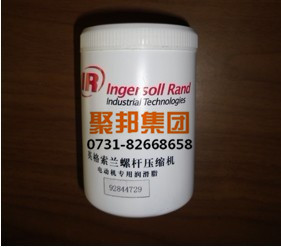 IR Ingersoll Rand
Industrial Technologies
聚邦集团
0731-82668658
英格索兰螺杆压缩机
电动机专用润滑脂
92844729